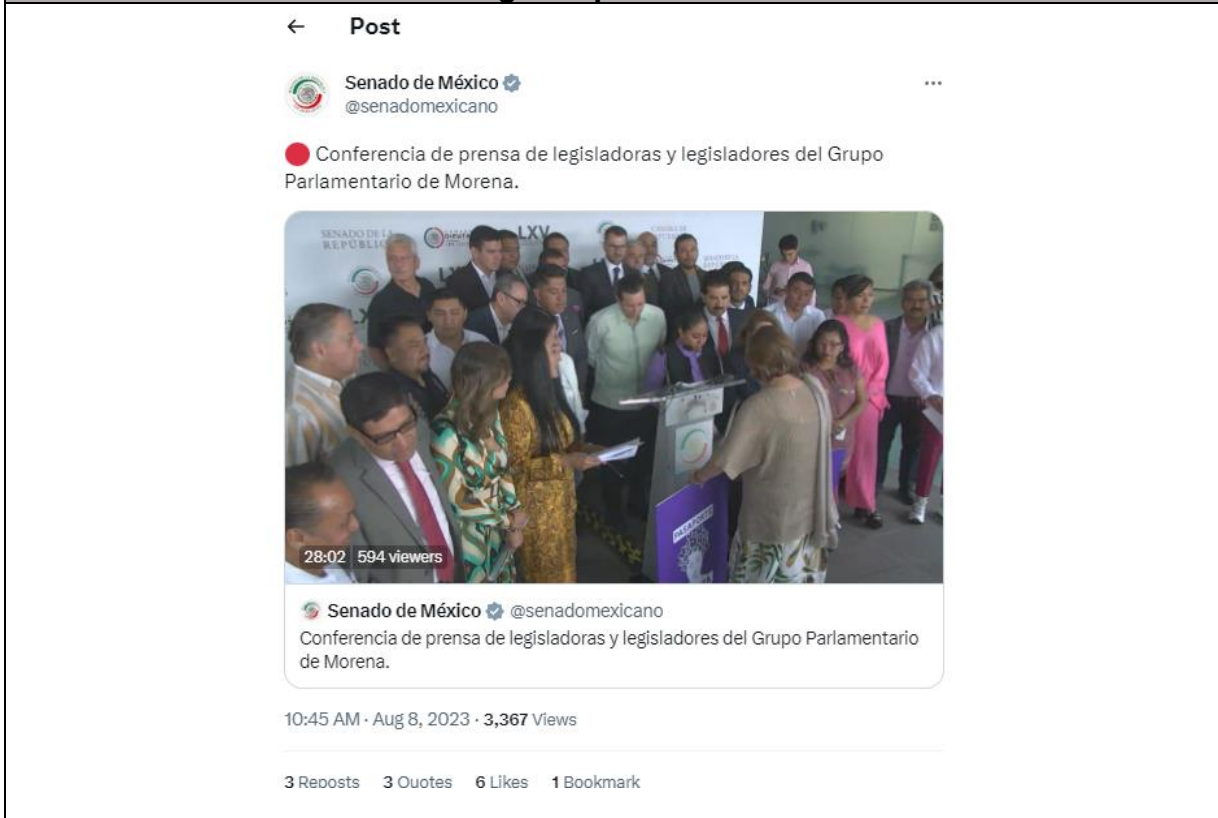 ← Post
Senado de México
@senadomexicano
...
Conferencia de prensa de legisladoras y legisladores del Grupo
Parlamentario de Morena.
SENADO DE LA
REPÚBLICA
LXV
PASAPORTE
28:02 594 viewers
Senado de México @senadomexicano
Conferencia de prensa de legisladoras y legisladores del Grupo Parlamentario
de Morena.
10:45 AM · Aug 8, 2023 · 3,367 Views
3 Reposts 3 Quotes 6 Likes 1 Bookmark